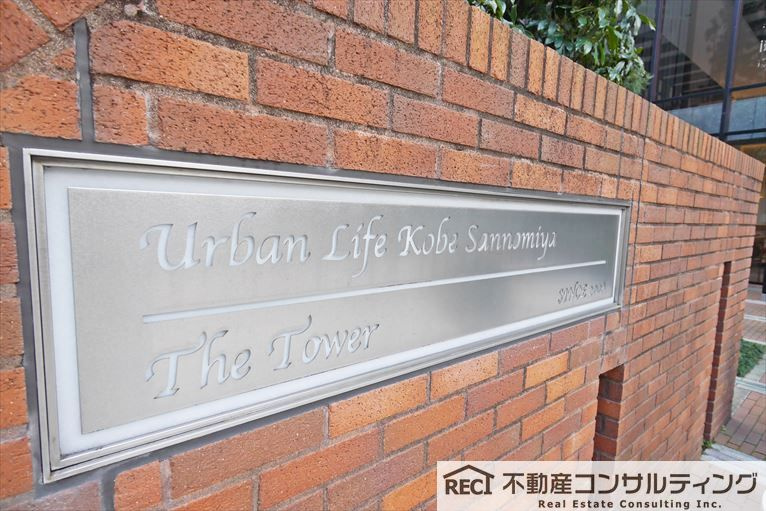 Urban Life Kobe Sannomiya
SINCE
The Tower
RECI 不動産コンサルティング
Real Estate Consulting Inc.